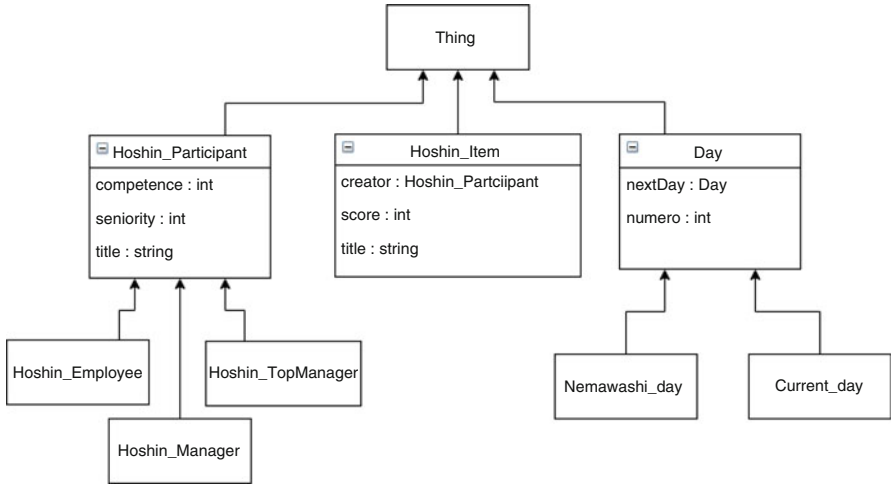 Thing
Hoshin_Participant
competence : int
seniority : int
title : string
Hoshin_Item
creator : Hoshin_Partciipant
score : int
title : string
Day
nextDay : Day
numero : int
Hoshin_Employee
Hoshin_TopManager
Hoshin_Manager
Nemawashi_day
Current_day